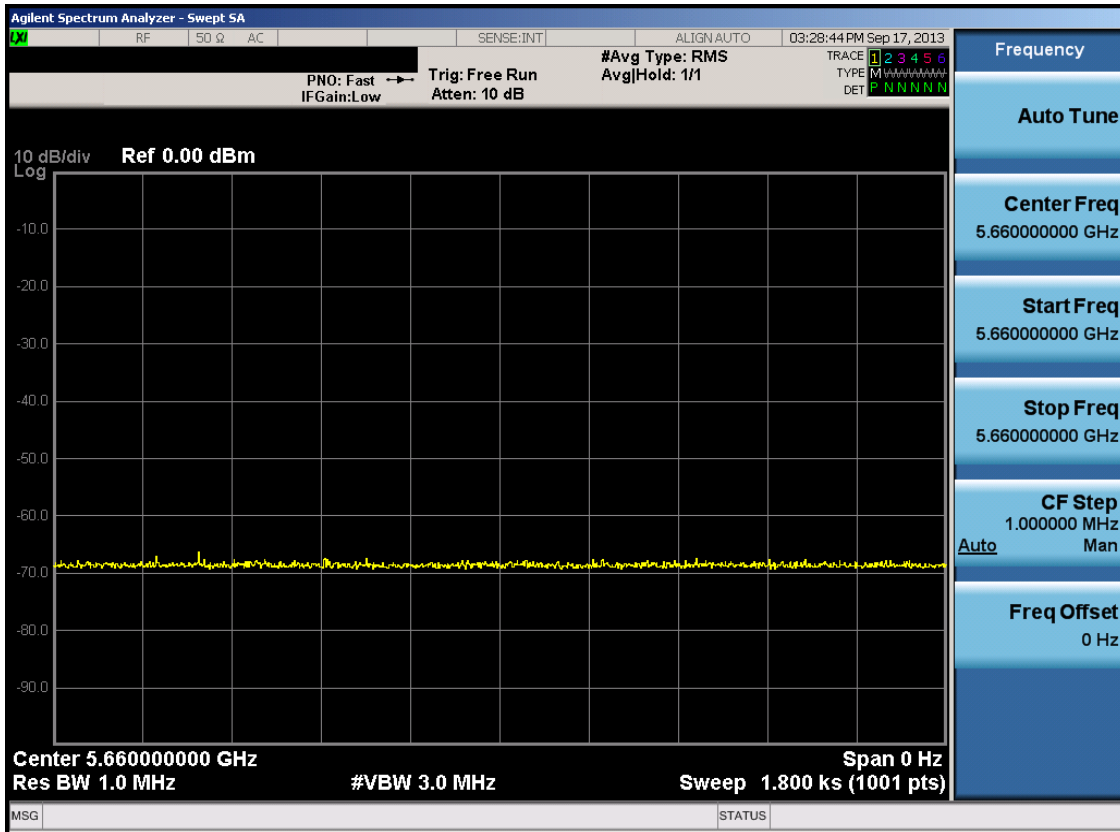 Agilent Spectrum Analyzer - Swept SA
LXI RF 50 Ω AC SENSE:INT ALIGN AUTO 03:28:44 PM Sep 17, 2013
PNO: Fast
IFGain:Low
Trig: Free Run
Atten: 10 dB
#Avg Type: RMS
Avg|Hold: 1/1
TRACE 1 2 3 4 5 6
TYPE M
DET P N N N N N
10 dB/div Ref 0.00 dBm
Log
-10.0
-20.0
-30.0
-40.0
-50.0
-60.0
-70.0
-80.0
-90.0
Center 5.660000000 GHz Span 0 Hz
Res BW 1.0 MHz #VBW 3.0 MHz Sweep 1.800 ks (1001 pts)
MSG STATUS
Frequency
Auto Tune
Center Freq
5.660000000 GHz
Start Freq
5.660000000 GHz
Stop Freq
5.660000000 GHz
CF Step
1.000000 MHz
Auto Man
Freq Offset
0 Hz